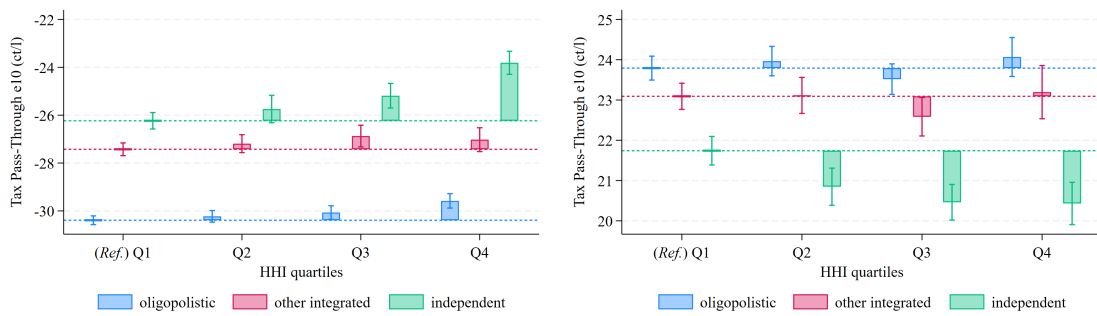 Tax Pass-Through e10 (ct/l)
-22
-24
-26
-28
-30
(Ref.) Q1 Q2 Q3 Q4
HHI quartiles
oligopolistic other integrated independent
Tax Pass-Through e10 (ct/l)
25
24
23
22
21
20
(Ref.) Q1 Q2 Q3 Q4
HHI quartiles
oligopolistic other integrated independent